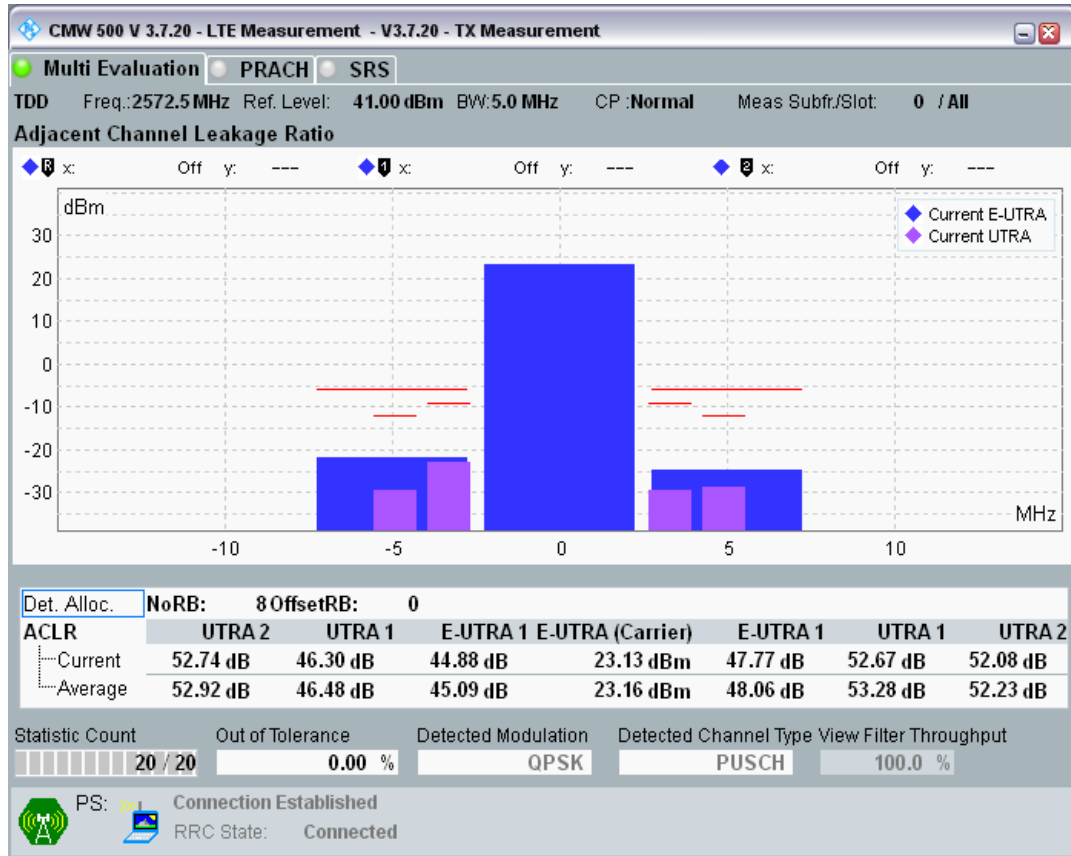 CMW 500 V 3.7.20 - LTE Measurement - V3.7.20 - TX Measurement
Multi Evaluation PRACH SRS
TDD Freq.:2572.5 MHz Ref. Level: 41.00 dBm BW:5.0 MHz CP :Normal Meas Subfr./Slot: 0 / All
Adjacent Channel Leakage Ratio
R x: Off y: --- 1 x: Off y: --- 2 x: Off y: ---
dBm
Current E-UTRA
Current UTRA
30
20
10
0
-10
-20
-30
MHz
-10 -5 0 5 10
Det. Alloc. NoRB: 8 OffsetRB: 0
ACLR UTRA 2 UTRA 1 E-UTRA 1 E-UTRA (Carrier) E-UTRA 1 UTRA 1 UTRA 2
Current 52.74 dB 46.30 dB 44.88 dB 23.13 dBm 47.77 dB 52.67 dB 52.08 dB
Average 52.92 dB 46.48 dB 45.09 dB 23.16 dBm 48.06 dB 53.28 dB 52.23 dB
Statistic Count Out of Tolerance Detected Modulation Detected Channel Type View Filter Throughput
20 / 20 0.00 % QPSK PUSCH 100.0 %
PS: Connection Established
RRC State: Connected